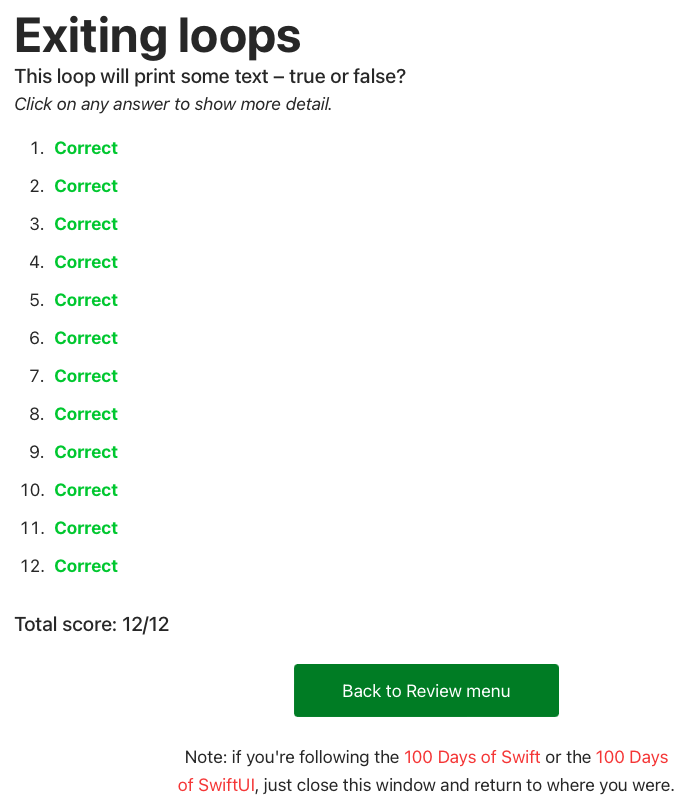 Exiting loops
This loop will print some text – true or false?
Click on any answer to show more detail.
1. Correct
2. Correct
3. Correct
4. Correct
5. Correct
6. Correct
7. Correct
8. Correct
9. Correct
10. Correct
11. Correct
12. Correct
Total score: 12/12
Back to Review menu
Note: if you're following the 100 Days of Swift or the 100 Days
of SwiftUI, just close this window and return to where you were.